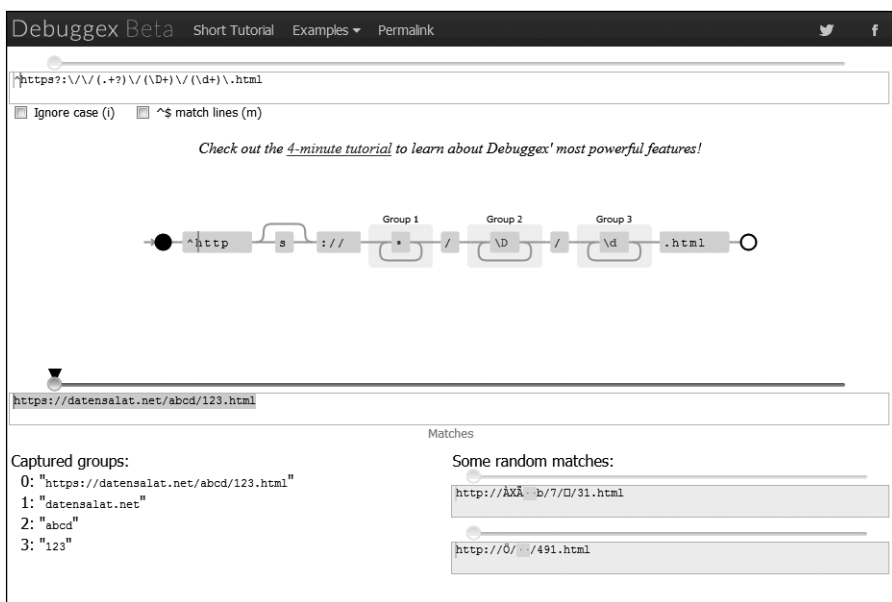 Debuggex Beta Short Tutorial Examples Permalink
^https?:\/\/(.+?)\/(\D+)\/(\d+)\.html
Ignore case (i) ^$ match lines (m)
Check out the 4-minute tutorial to learn about Debuggex' most powerful features!
Group 1 Group 2 Group 3
^http s :// • / \D / \d .html
https://datensalat.net/abcd/123.html
Matches
Captured groups:
0: "https://datensalat.net/abcd/123.html"
1: "datensalat.net"
2: "abcd"
3: "123"
Some random matches:
http://ÀXÃ··b/7/□/31.html
http://Ö/··/491.html